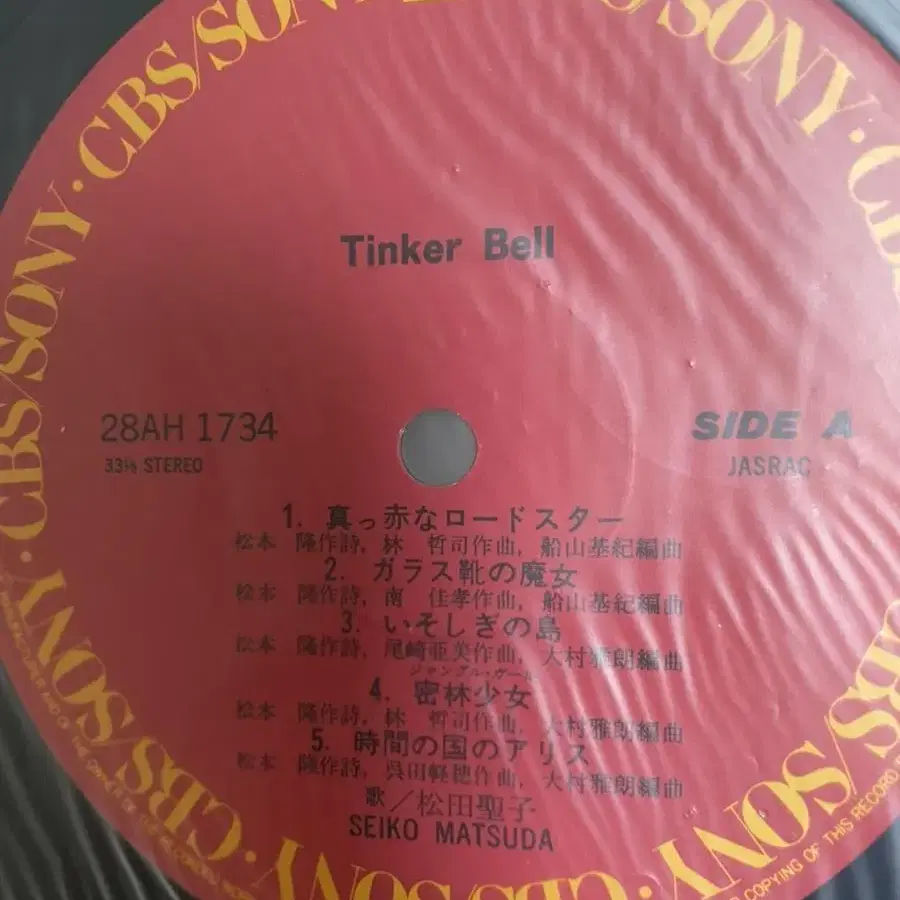 CBS/SONY · CBS/SONY · CBS/SONY · CBS/SONY
Tinker Bell
28AH 1734
33⅓ STEREO
SIDE A
JASRAC
1. 真っ赤なロードスター
松本 隆作詩, 林 哲司作曲, 船山基紀編曲
2. ガラス靴の魔女
松本 隆作詩, 南 佳孝作曲, 船山基紀編曲
3. いそしぎの島
松本 隆作詩, 尾崎亜美作曲, 大村雅朗編曲
ジャングル・ガール
4. 密林少女
松本 隆作詩, 林 哲司作曲, 大村雅朗編曲
5. 時間の国のアリス
松本 隆作詩, 呉田軽穂作曲, 大村雅朗編曲
歌／松田聖子
SEIKO MATSUDA
COPYING OF THIS RECORD